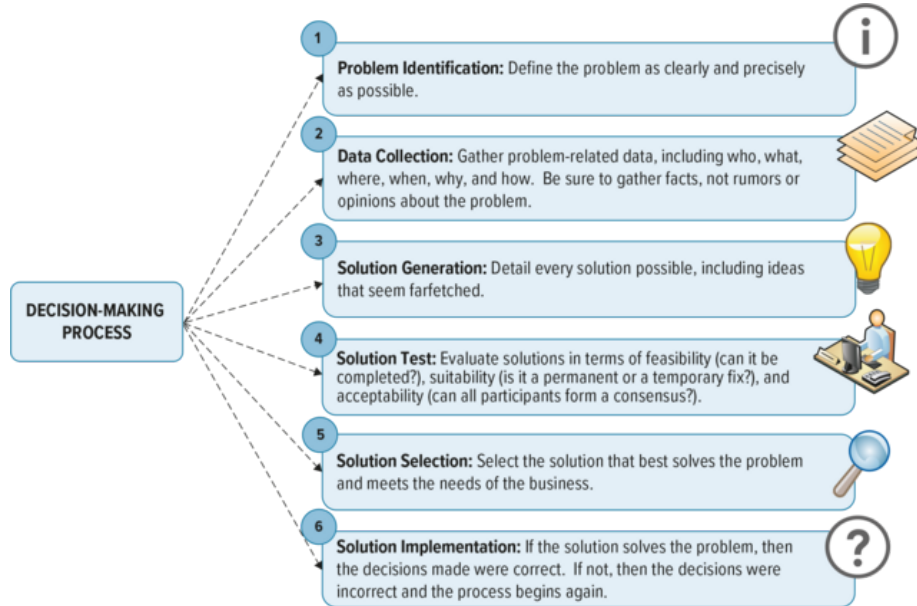 1
Problem Identification: Define the problem as clearly and precisely
as possible.
2
Data Collection: Gather problem-related data, including who, what,
where, when, why, and how. Be sure to gather facts, not rumors or
opinions about the problem.
3
Solution Generation: Detail every solution possible, including ideas
that seem farfetched.
DECISION-MAKING
PROCESS
4
Solution Test: Evaluate solutions in terms of feasibility (can it be
completed?), suitability (is it a permanent or a temporary fix?), and
acceptability (can all participants form a consensus?).
5
Solution Selection: Select the solution that best solves the problem
and meets the needs of the business.
6
Solution Implementation: If the solution solves the problem, then
the decisions made were correct. If not, then the decisions were
incorrect and the process begins again.
i
?